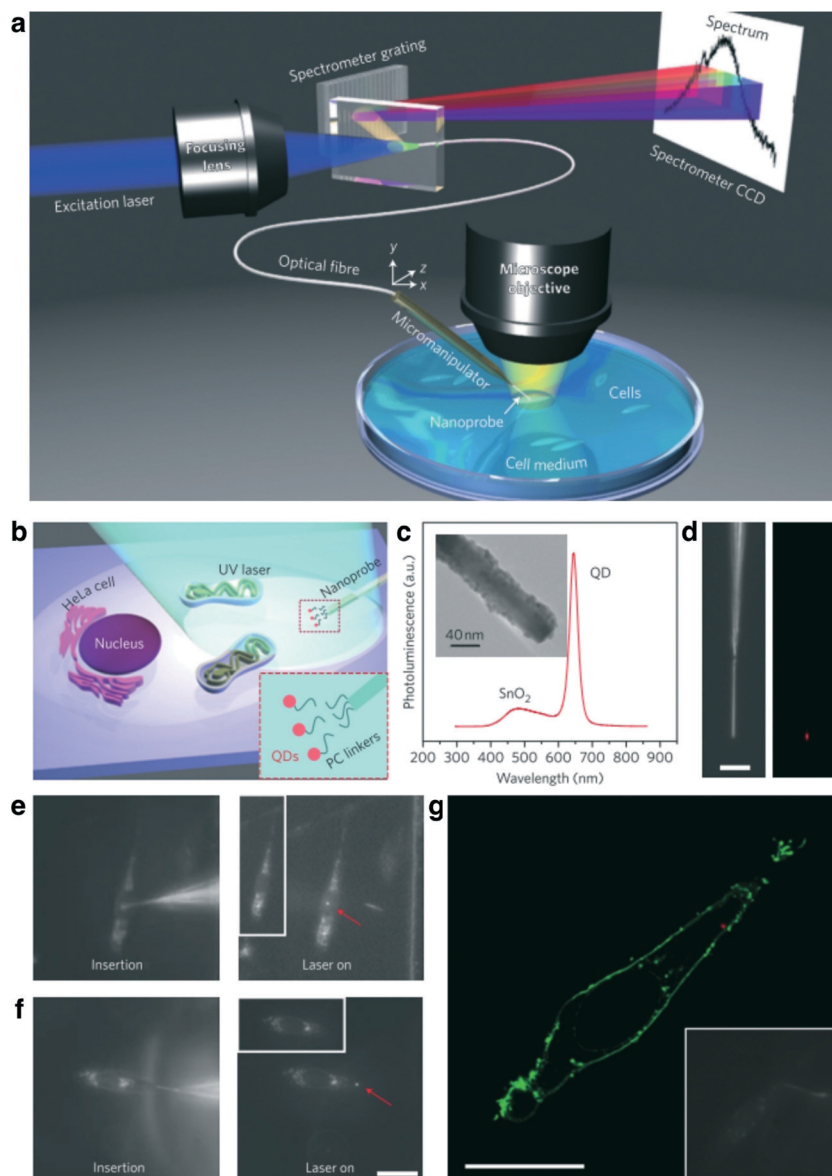 a
Spectrum
Spectrometer grating
Focusing
lens
Spectrometer CCD
Excitation laser
y
z
x
Optical fibre
Microscope
objective
Micromanipulator
Cells
Nanoprobe
Cell medium
b
UV laser
Nanoprobe
HeLa cell
Nucleus
QDs
PC linkers
c
Photoluminescence (a.u.)
QD
40 nm
SnO2
200 300 400 500 600 700 800 900
Wavelength (nm)
d
e
Insertion
Laser on
f
Insertion
Laser on
g